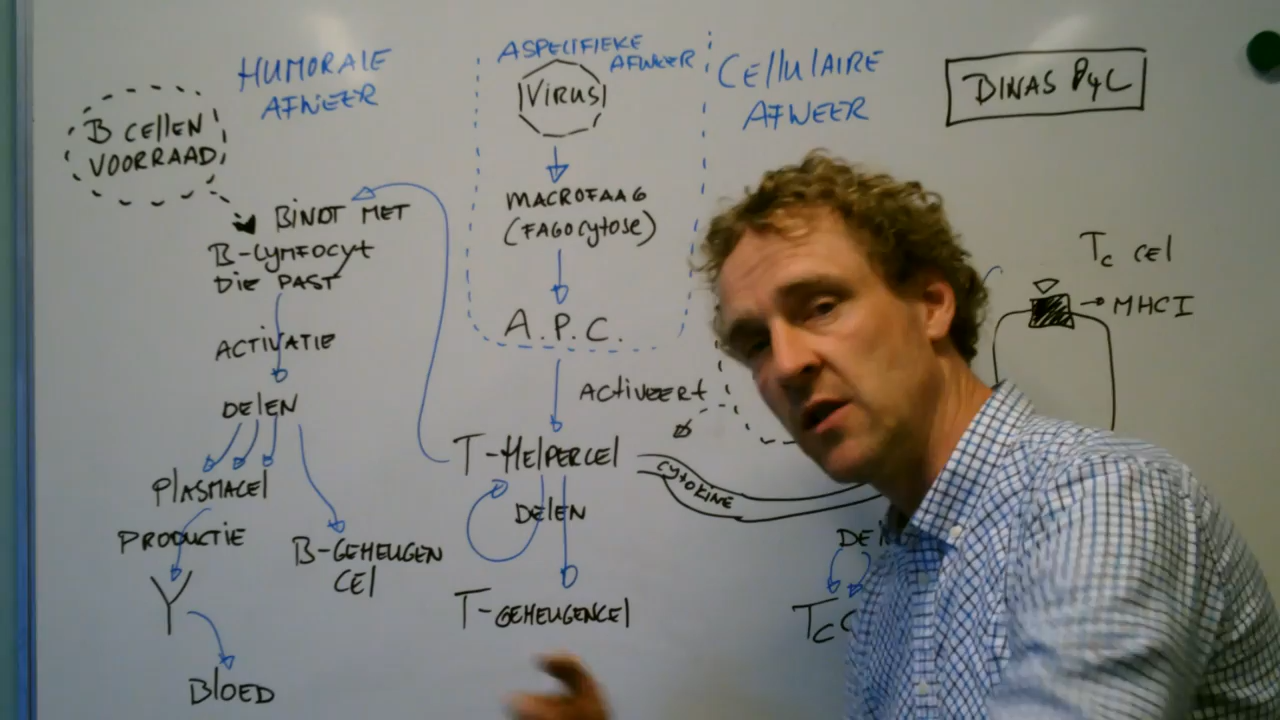 HUMORALE
AFWEER
ASPECIFIEKE
AFWEER
CELLULAIRE
AFWEER
BINAS 84C
B CELLEN
VOORRAAD
VIRUS
BINDT MET
B-LYMFOCYT
DIE PAST
MACROFAAG
(FAGOCYTOSE)
A.P.C.
Tc CEL
MHC I
ACTIVATIE
DELEN
ACTIVEERT
PLASMACEL
PRODUCTIE
B-GEHEUGEN
CEL
Y
BLOED
T-HELPERCEL
CYTOKINE
DELEN
T-GEHEUGENCEL
Tc